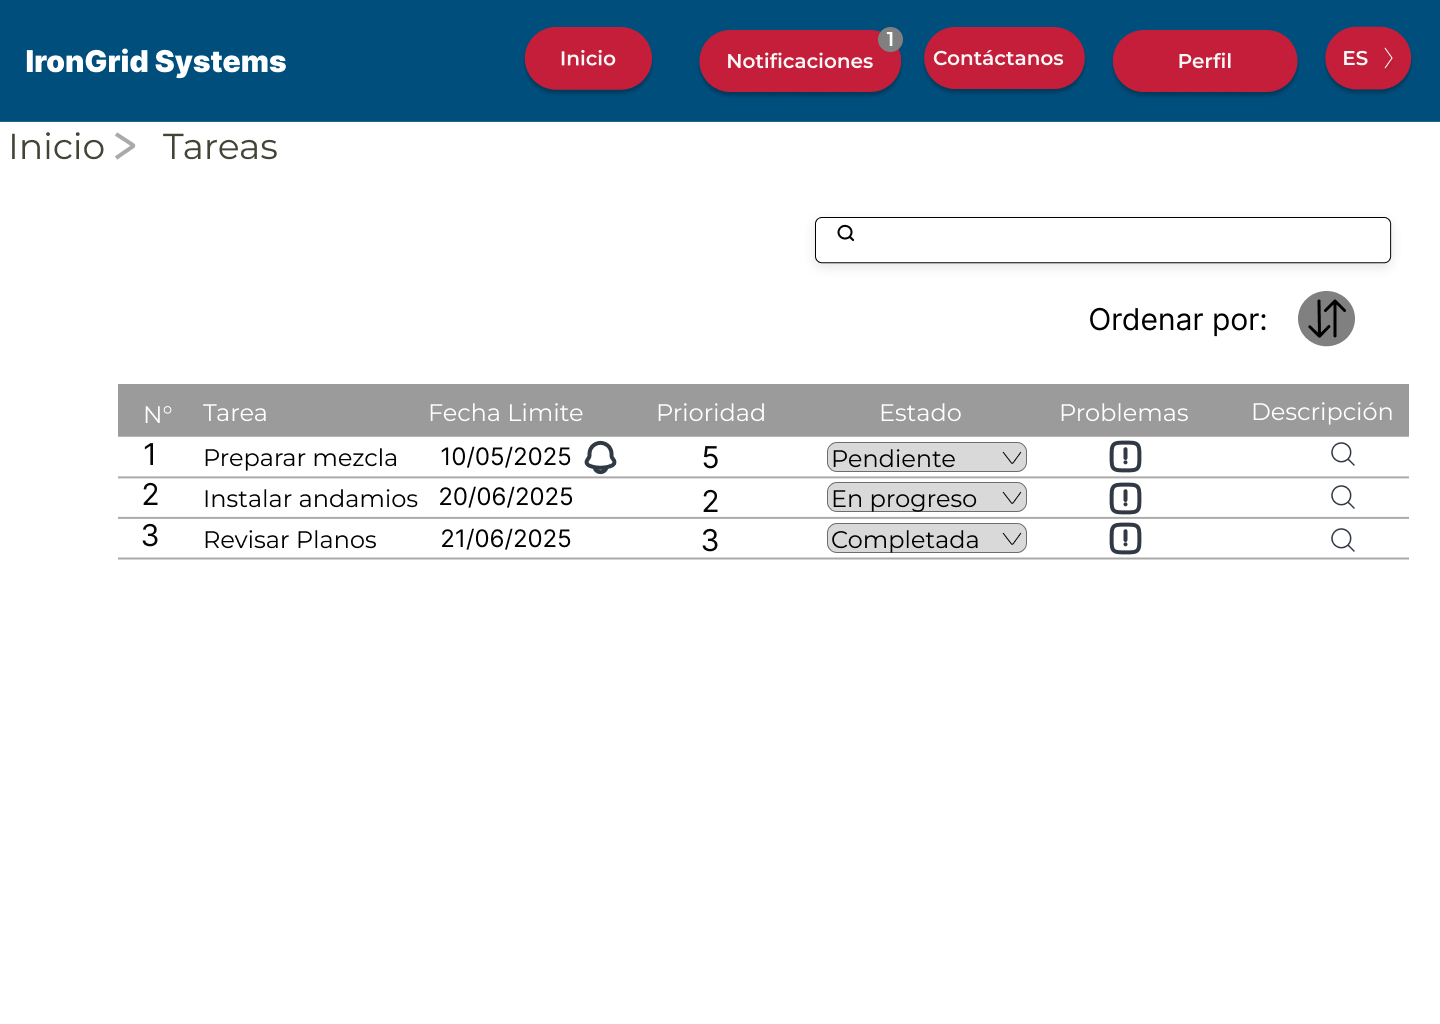 IronGrid Systems
Inicio
Notificaciones
1
Contáctanos
Perfil
ES
Inicio > Tareas
Ordenar por:
N° Tarea Fecha Limite Prioridad Estado Problemas Descripción
1 Preparar mezcla 10/05/2025 5 Pendiente
2 Instalar andamios 20/06/2025 2 En progreso
3 Revisar Planos 21/06/2025 3 Completada